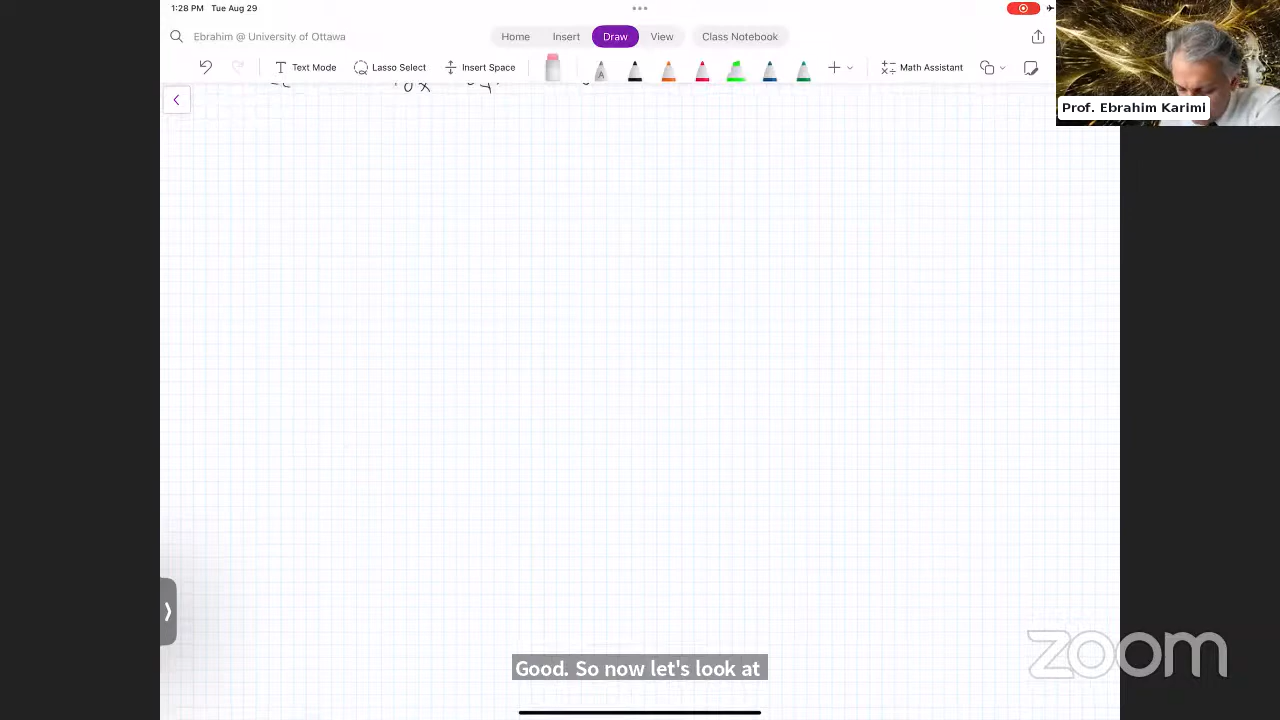 1:28 PM Tue Aug 29
Ebrahim @ University of Ottawa
Home Insert Draw View Class Notebook
Text Mode Lasso Select Insert Space A Math Assistant
Prof. Ebrahim Karimi
Good. So now let's look at
zoom